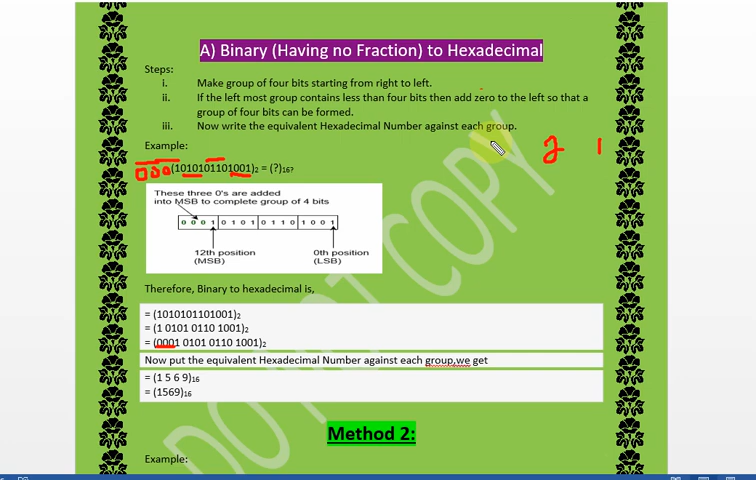 A) Binary (Having no Fraction) to Hexadecimal
Steps:
i. Make group of four bits starting from right to left.
ii. If the left most group contains less than four bits then add zero to the left so that a
group of four bits can be formed.
iii. Now write the equivalent Hexadecimal Number against each group.
2 1
Example:
000(1010101101001)2 = (?)16?
These three 0's are added
into MSB to complete group of 4 bits
0 0 0 1 0 1 0 1 0 1 1 0 1 0 0 1
12th position 0th position
(MSB) (LSB)
Therefore, Binary to hexadecimal is,
= (1010101101001)2
= (1 0101 0110 1001)2
= (0001 0101 0110 1001)2
Now put the equivalent Hexadecimal Number against each group,we get
= (1 5 6 9)16
= (1569)16
DO NOT COPY
Method 2:
Example: